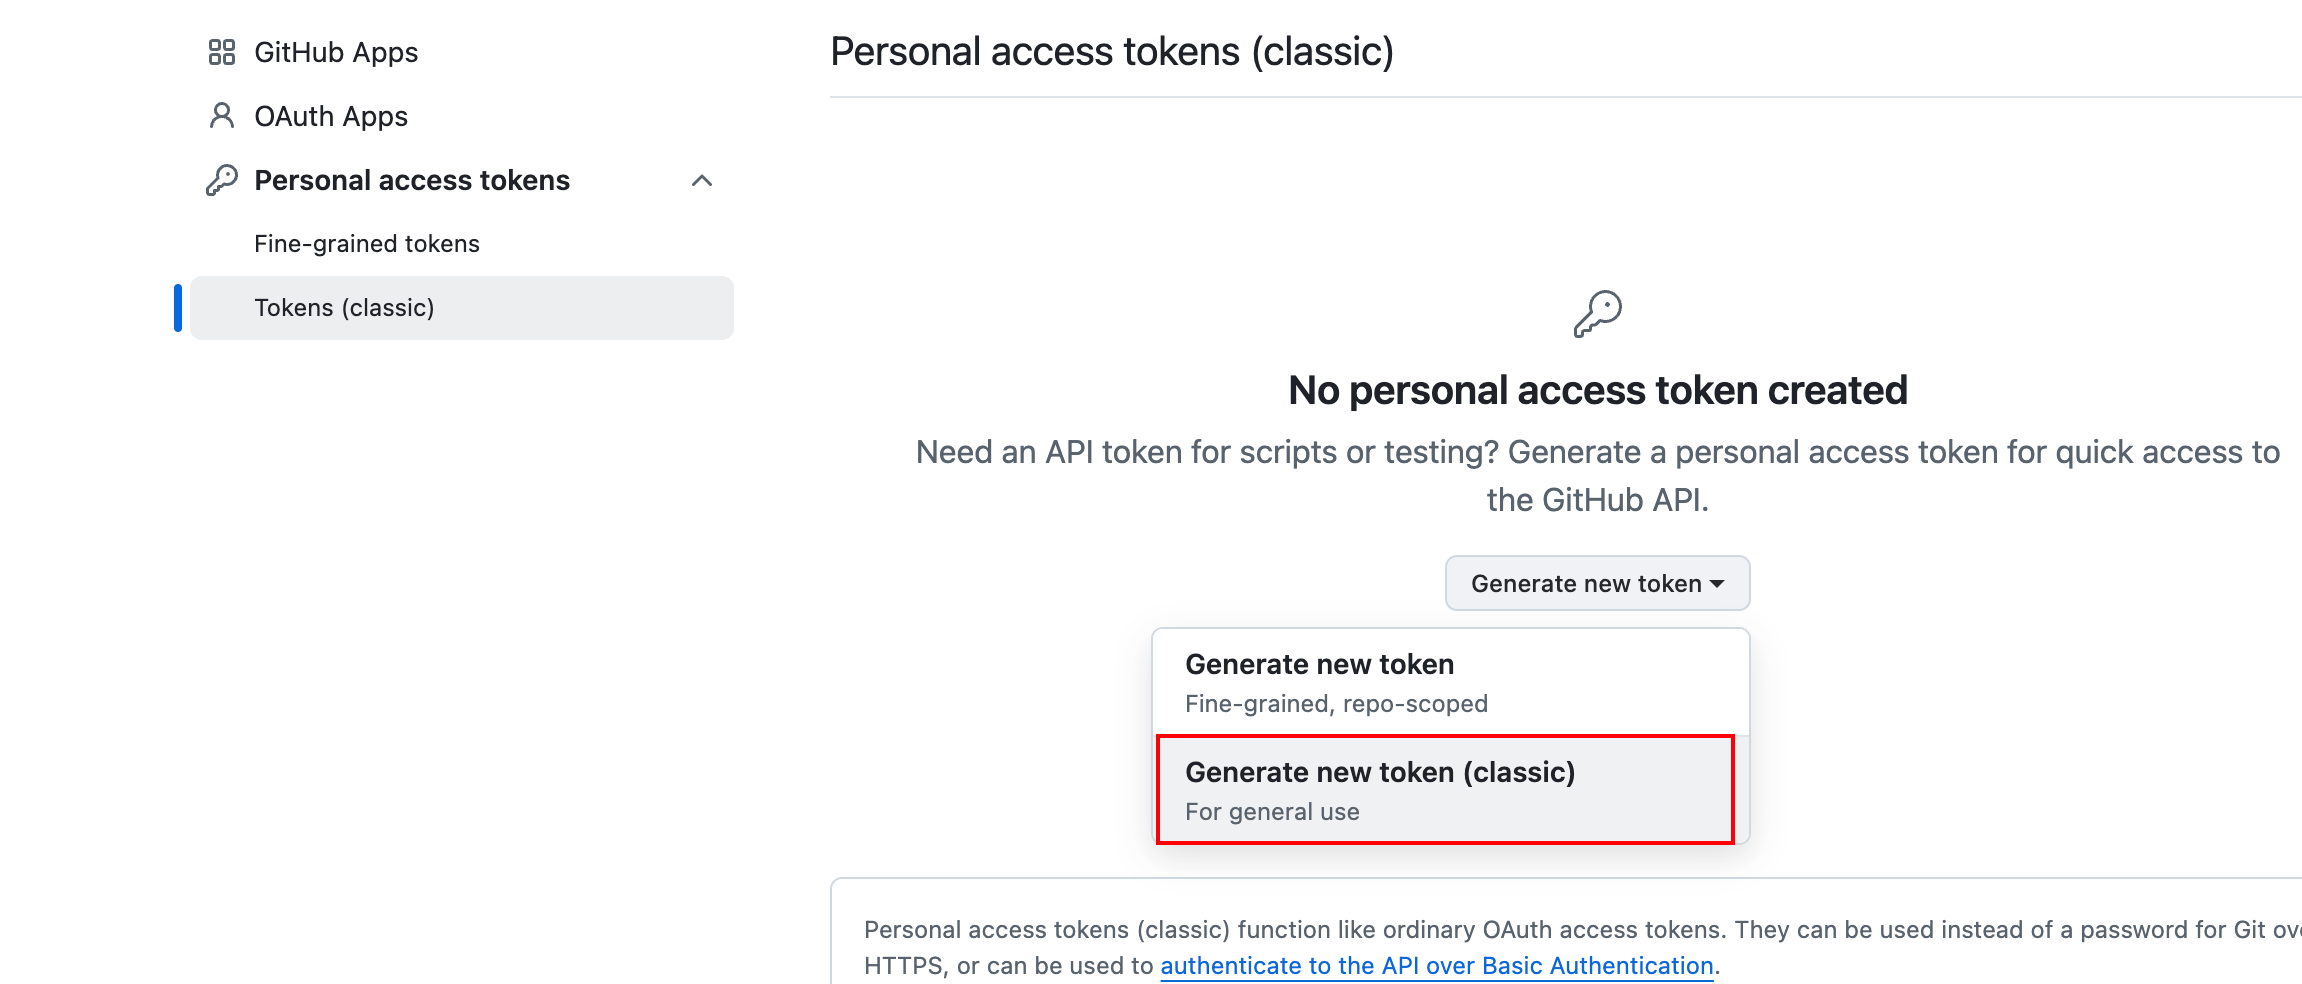 GitHub Apps
OAuth Apps
Personal access tokens
Fine-grained tokens
Tokens (classic)
Personal access tokens (classic)
No personal access token created
Need an API token for scripts or testing? Generate a personal access token for quick access to
the GitHub API.
Generate new token
Generate new token
Fine-grained, repo-scoped
Generate new token (classic)
For general use
Personal access tokens (classic) function like ordinary OAuth access tokens. They can be used instead of a password for Git
HTTPS, or can be used to authenticate to the API over Basic Authentication.